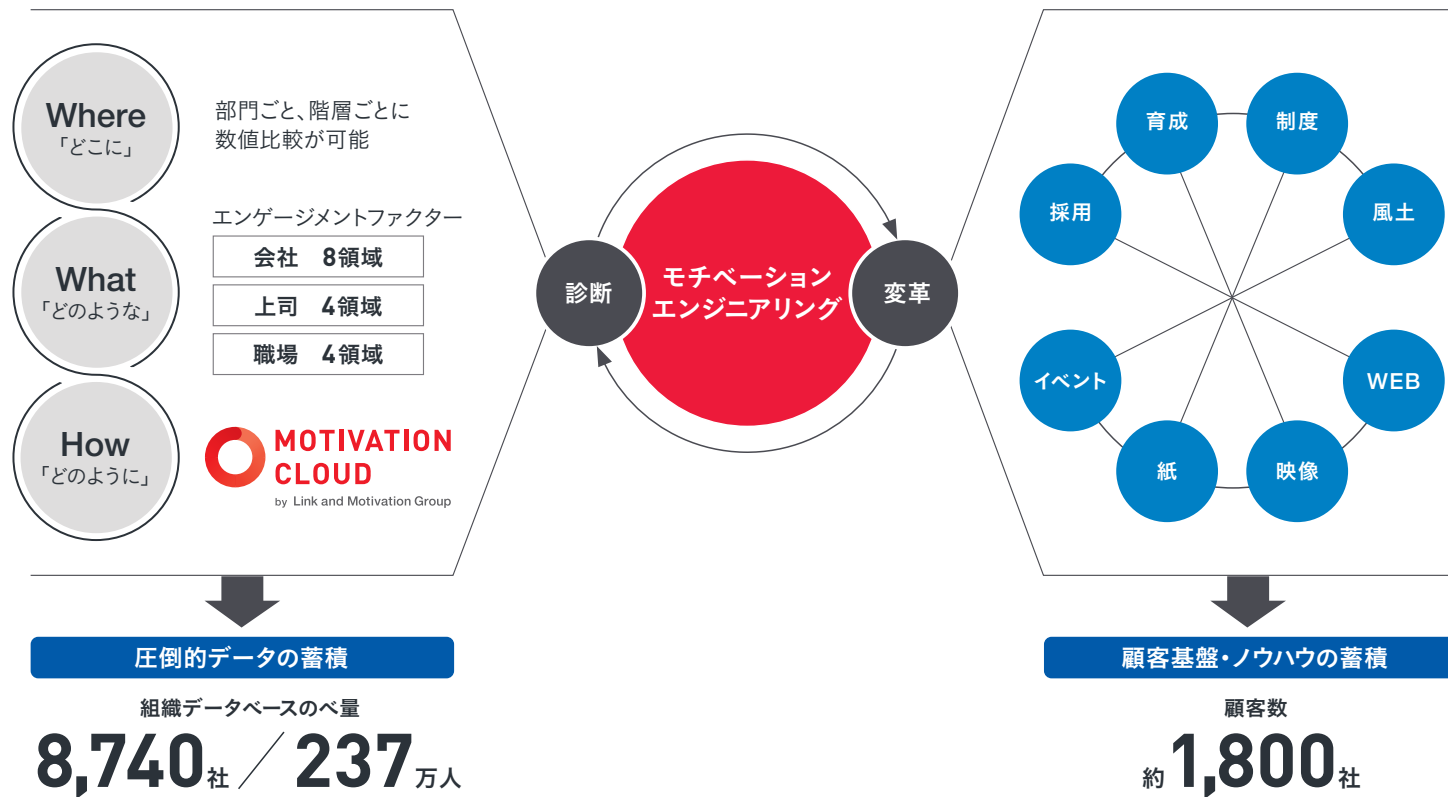 Where
「どこに」
部門ごと、階層ごとに
数値比較が可能
What
「どのような」
エンゲージメントファクター
会社 8領域
上司 4領域
職場 4領域
How
「どのように」
MOTIVATION
CLOUD
by Link and Motivation Group
診断
モチベーション
エンジニアリング
変革
育成
制度
採用
風土
イベント
WEB
紙
映像
圧倒的データの蓄積
組織データベースのべ量
8,740社／237万人
顧客基盤・ノウハウの蓄積
顧客数
約1,800社